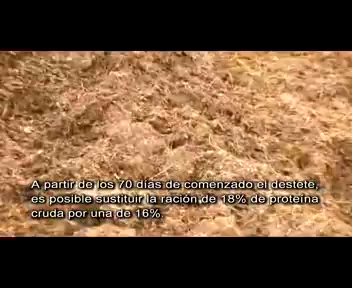 A partir de los 70 días de comenzado el destete,
es posible sustituir la ración de 18% de proteína
cruda por una de 16%.